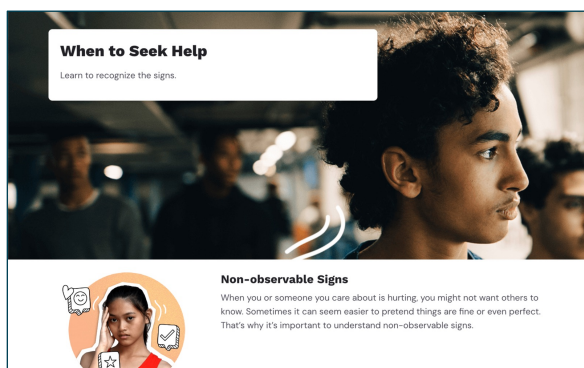 When to Seek Help
Learn to recognize the signs.
Non-observable Signs
When you or someone you care about is hurting, you might not want others to
know. Sometimes it can seem easier to pretend things are fine or even perfect.
That’s why it’s important to understand non-observable signs.